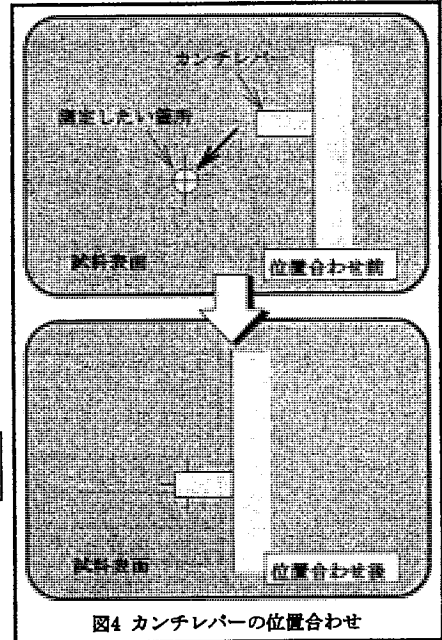 カンチレバー
測定したい箇所
試料表面
位置合わせ前
試料表面
位置合わせ後
図4 カンチレバーの位置合わせ